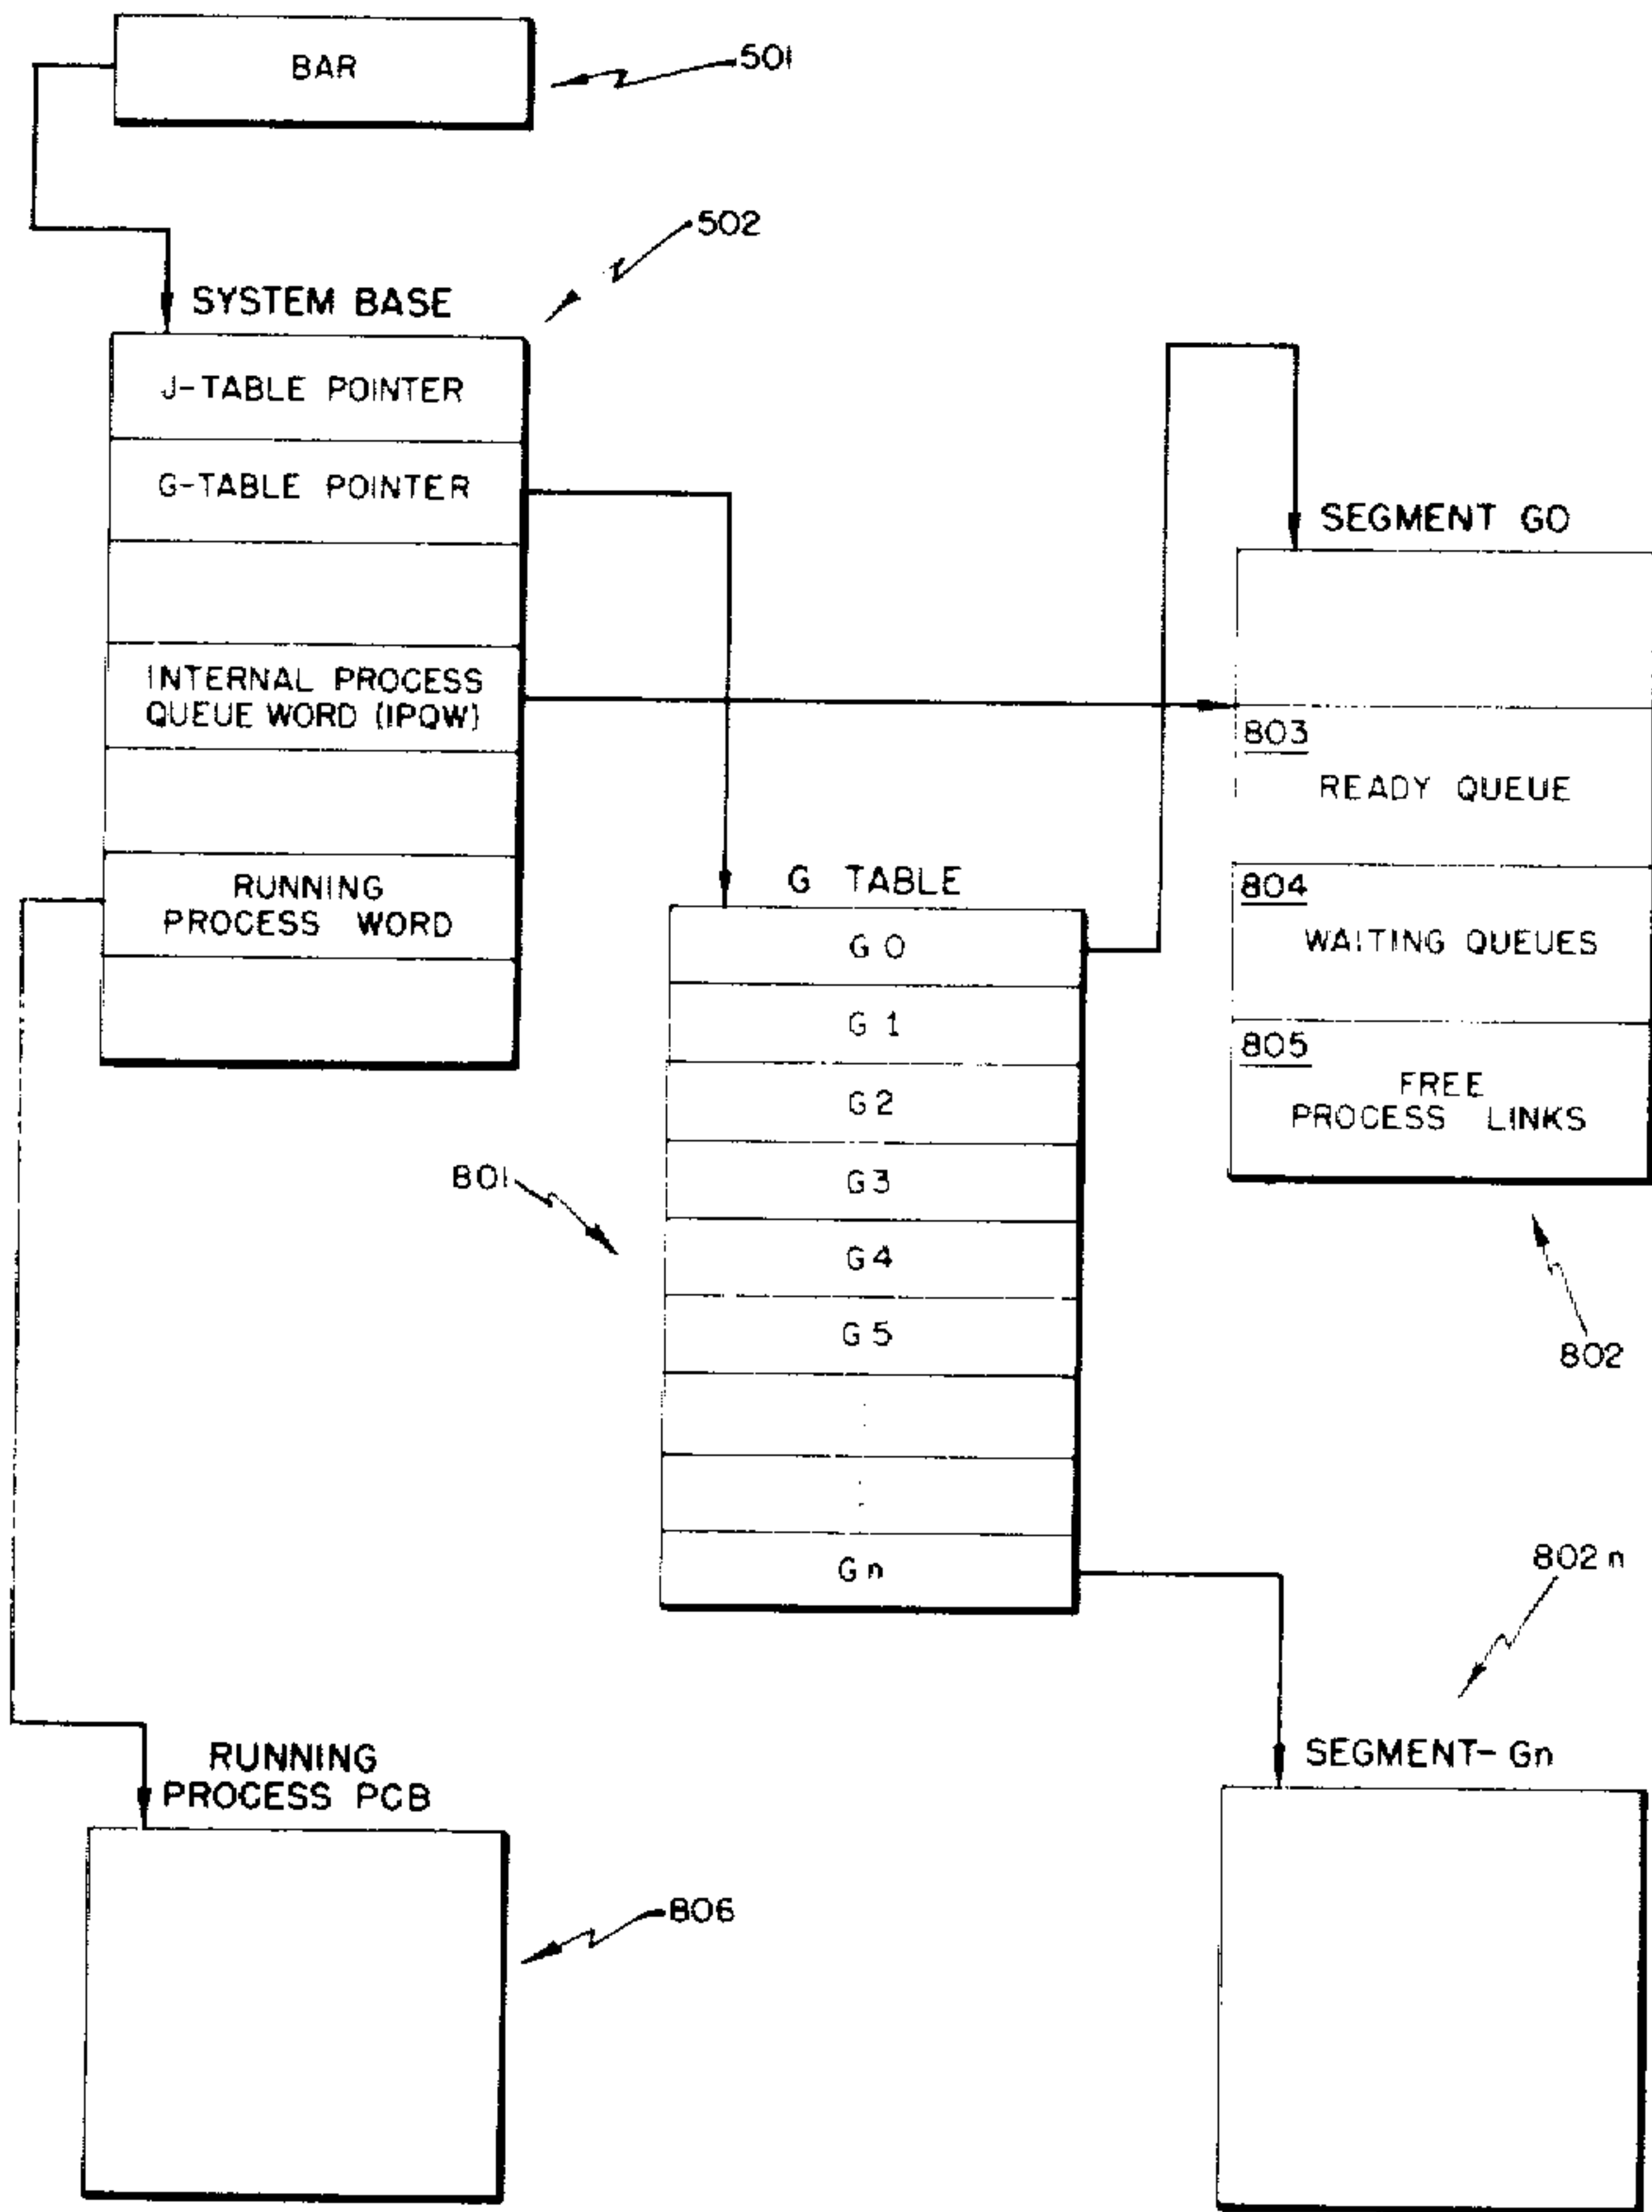 BAR
501
502
SYSTEM BASE
J-TABLE POINTER
G-TABLE POINTER
INTERNAL PROCESS
QUEUE WORD (IPQW)
RUNNING
PROCESS WORD
SEGMENT GO
803
READY QUEUE
804
WAITING QUEUES
805
FREE
PROCESS LINKS
802
G TABLE
G 0
G 1
G 2
G 3
G 4
G 5
Gn
801
802n
SEGMENT-Gn
RUNNING
PROCESS PCB
806